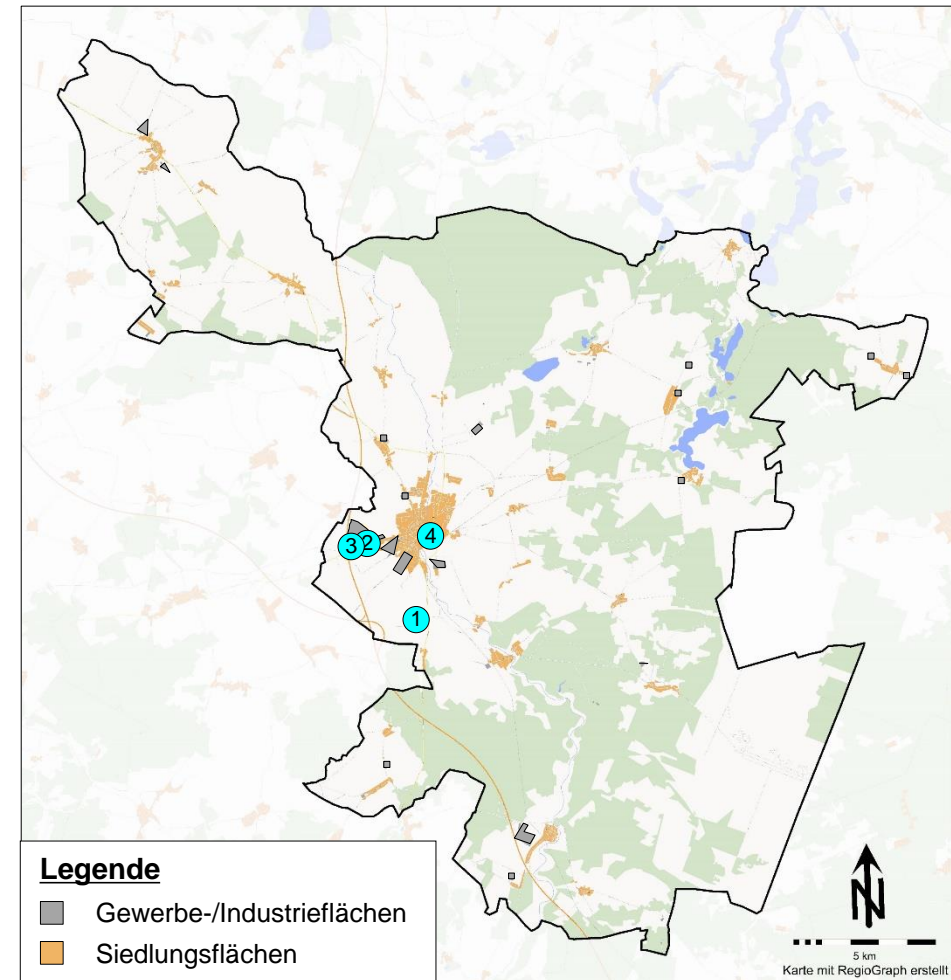 3
2
4
1
Legende
Gewerbe-/Industrieflächen
Siedlungsflächen
N
5 km
Karte mit RegioGraph erstellt